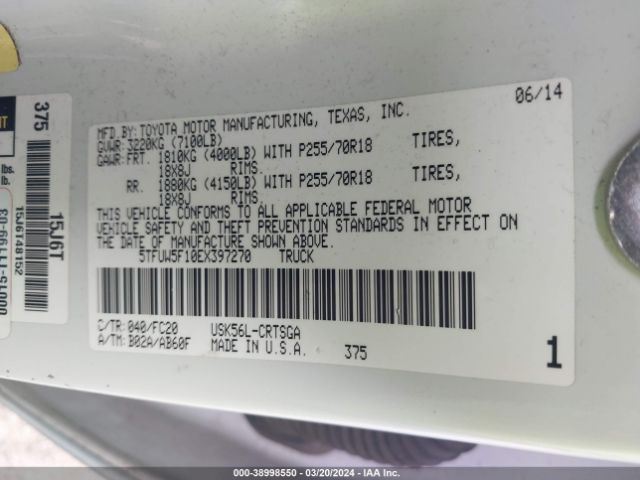 06/14
MFD. BY: TOYOTA MOTOR MANUFACTURING, TEXAS, INC.
GVWR: 3220KG (7100LB)
GAWR: FRT. 1810KG (4000LB) WITH P255/70R18 TIRES,
18X8J RIMS.
RR. 1880KG (4150LB) WITH P255/70R18 TIRES,
18X8J RIMS.
THIS VEHICLE CONFORMS TO ALL APPLICABLE FEDERAL MOTOR
VEHICLE SAFETY AND THEFT PREVENTION STANDARDS IN EFFECT ON
THE DATE OF MANUFACTURE SHOWN ABOVE.
5TFUW5F10EX397270 TRUCK
C/TR: 040/FC20 USK56L-CRTSGA
A/TM: B02A/AB60F MADE IN U.S.A. 375
1
375
15J6T
15J6T49152
000-38998550 | 03/20/2024 | IAA Inc.